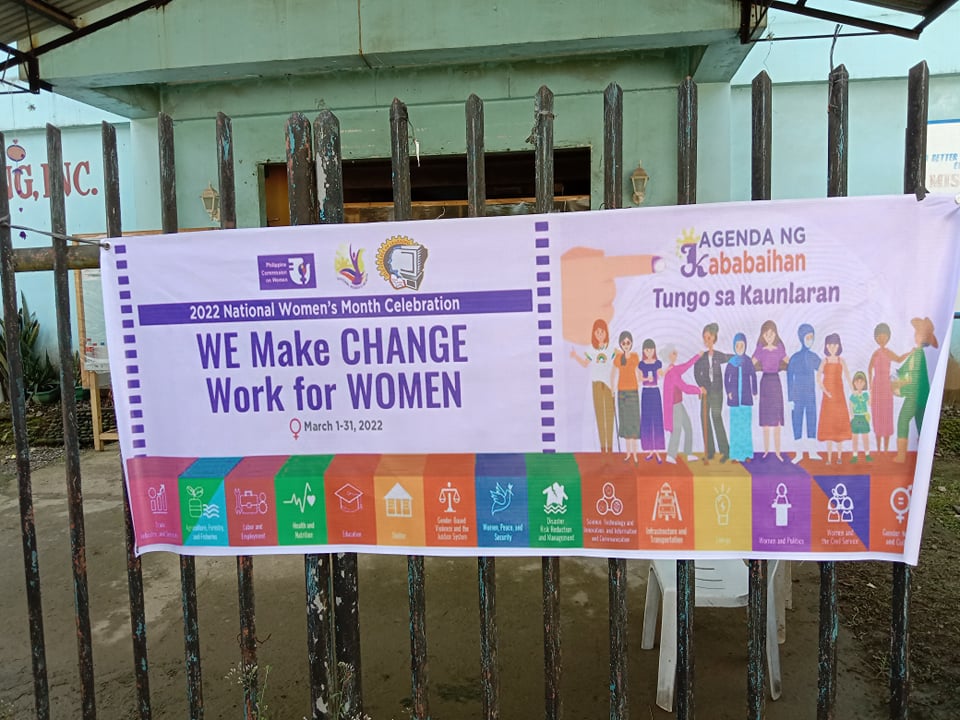 NG, INC.
BETTER
MIS
Philippine
Commission
on Women
2022 National Women's Month Celebration
WE Make CHANGE
Work for WOMEN
March 1-31, 2022
AGENDA NG
Kababaihan
Tungo sa Kaunlaran
Agriculture, Forestry,
and Fisheries
Labor and
Employment
Health and
Nutrition
Education
Shelter
Gender-Based
Violence and the
Justice System
Women, Peace, and
Security
Disaster
Risk Reduction
and Management
Science, Technology and
Innovation and Information
and Communication
Infrastructure and
Transportation
Energy
Women and Politics
Women and
the Civil Service